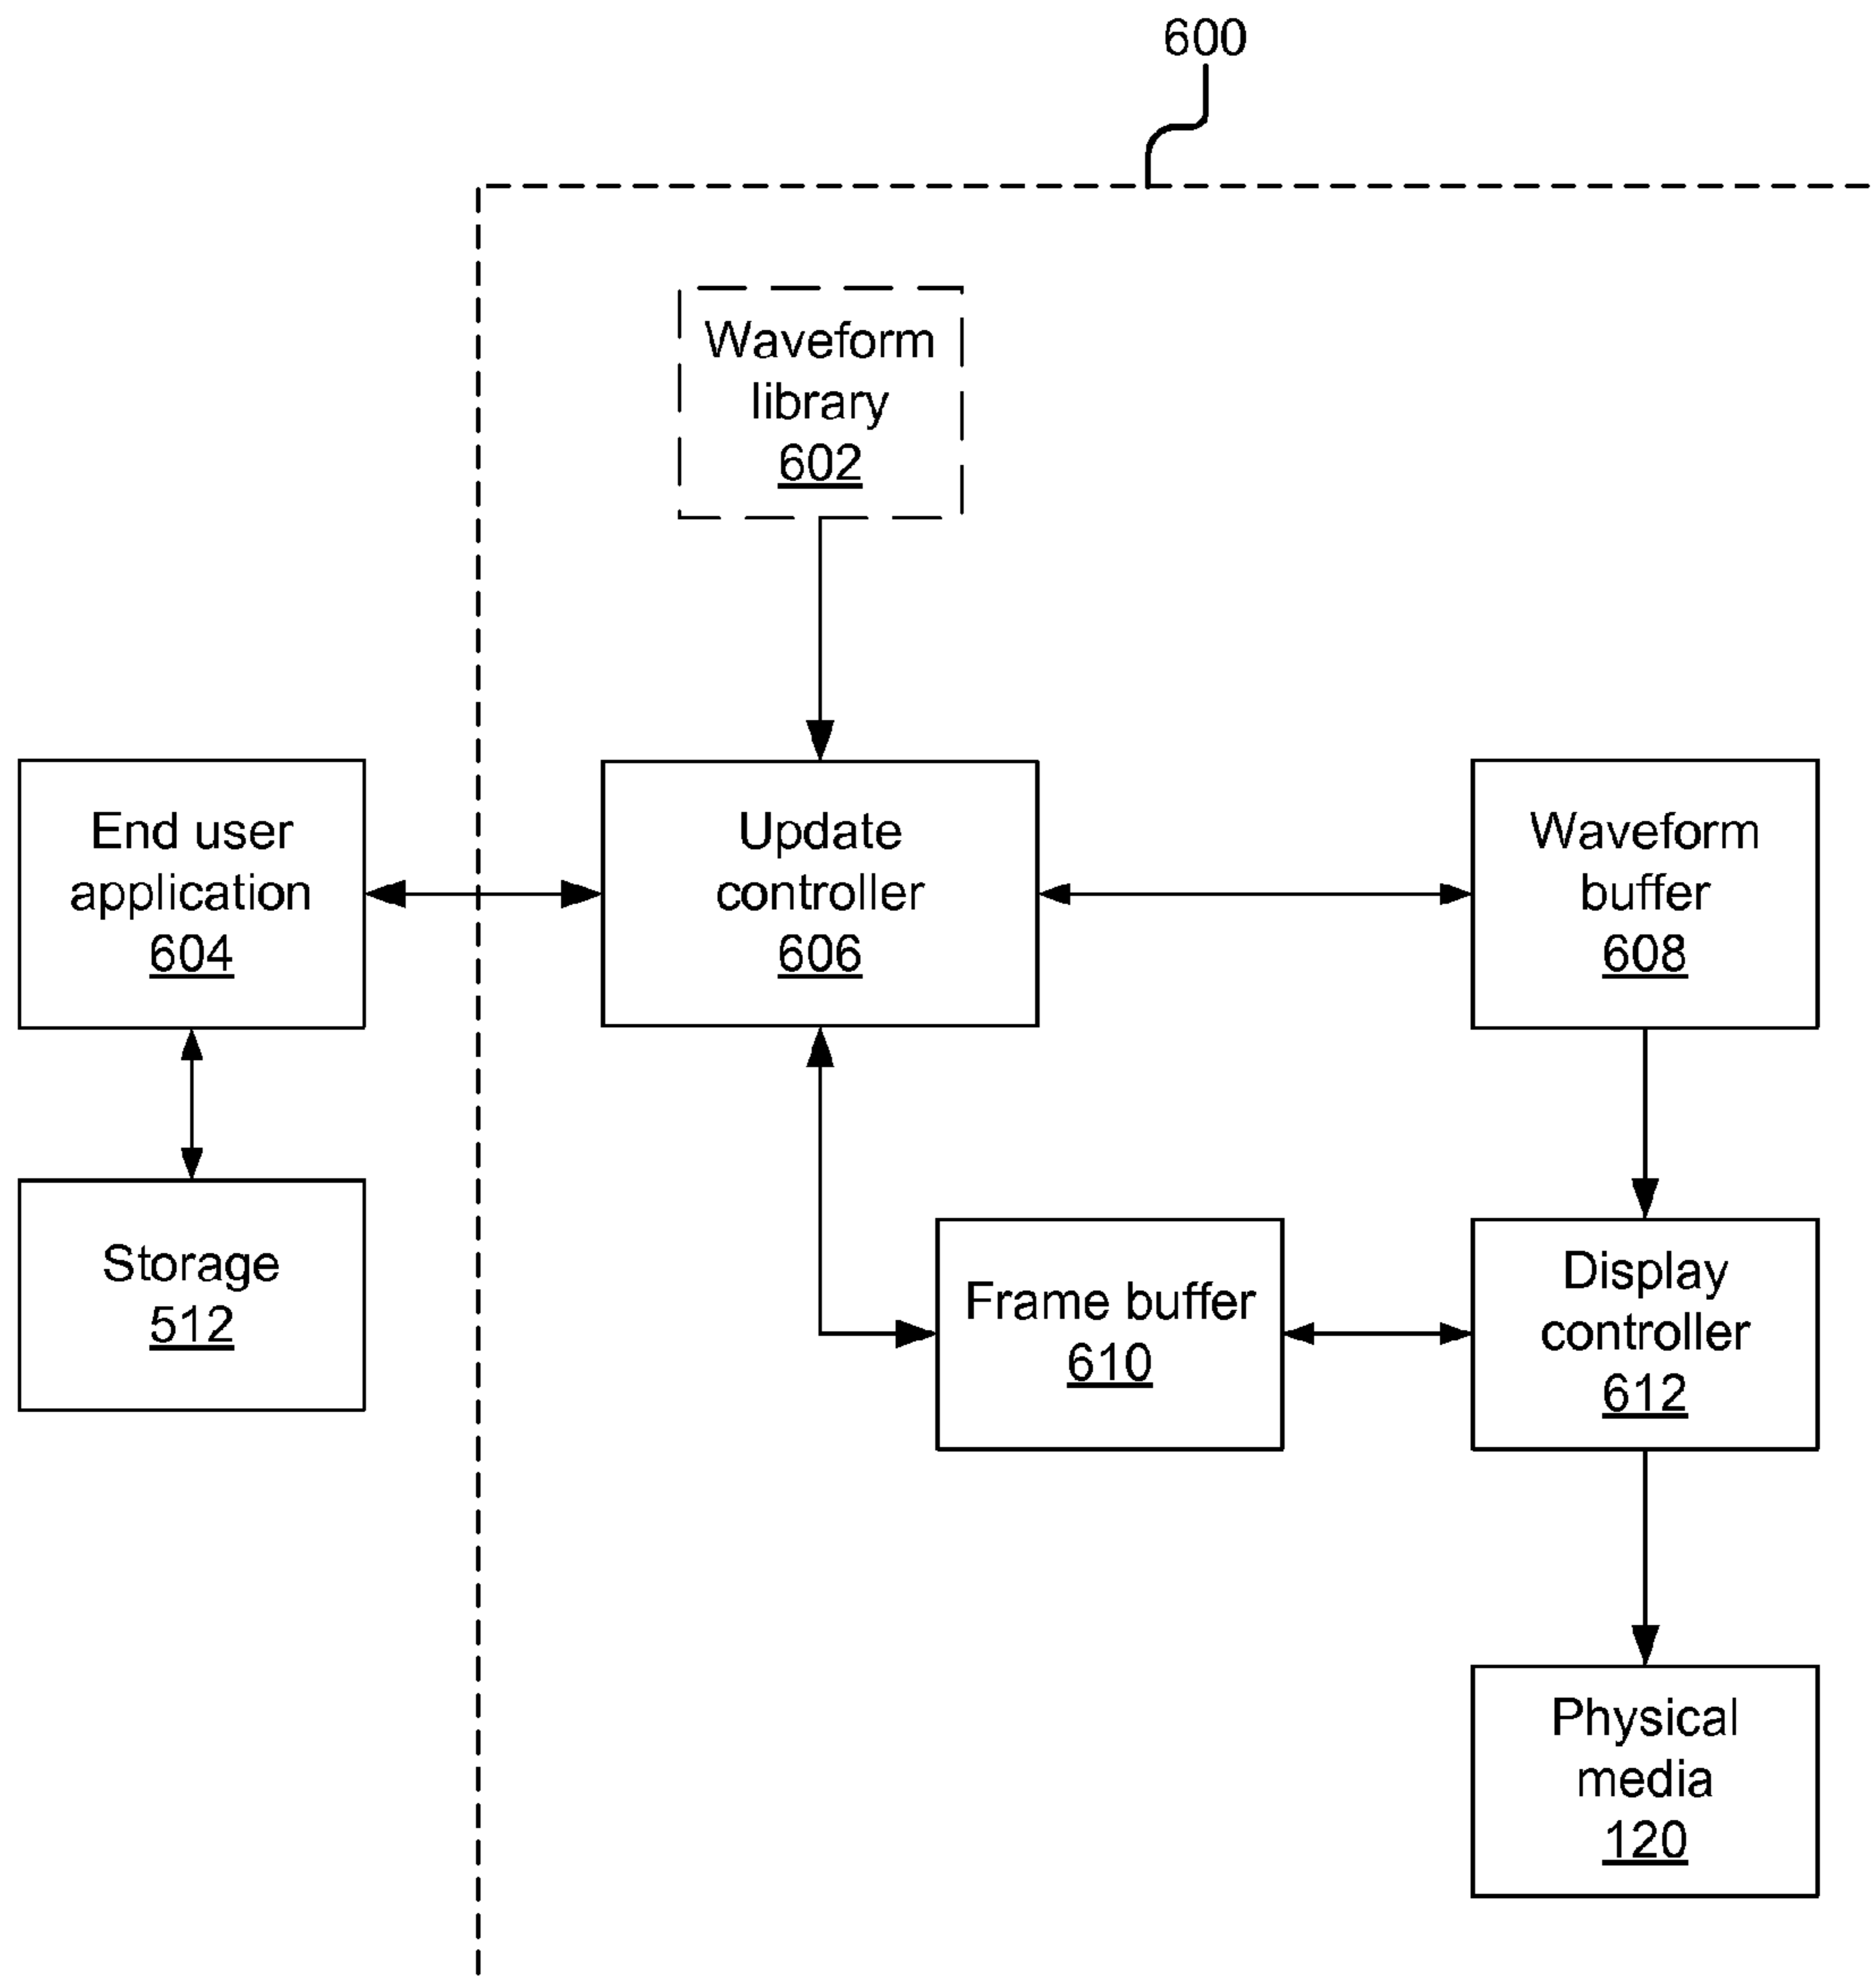 600
Waveform
library
602
End user
application
604
Update
controller
606
Waveform
buffer
608
Storage
512
Frame buffer
610
Display
controller
612
Physical
media
120